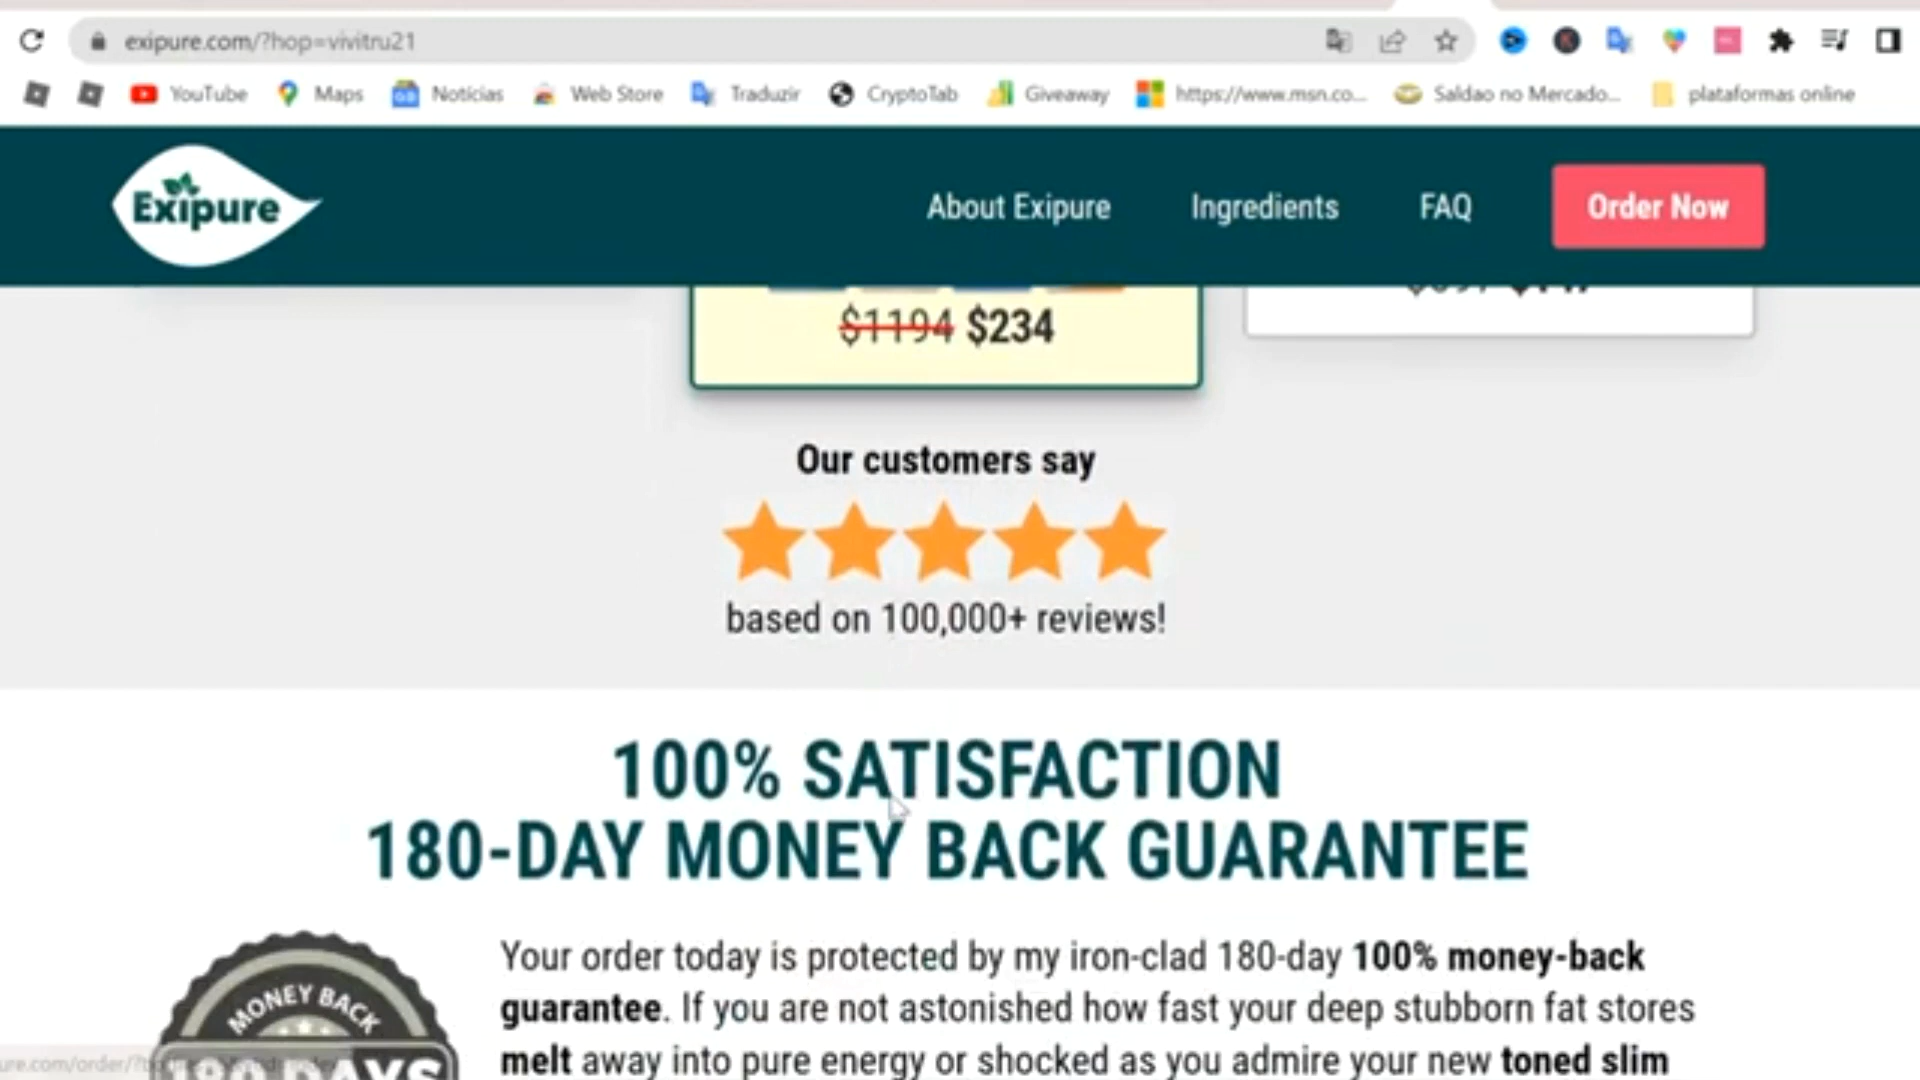 exipure.com/?hop=vivitru21
YouTube Maps Notícias Web Store Traduzir CryptoTab Giveaway https://www.msn.co... Saldao no Mercado... plataformas online
Exipure About Exipure Ingredients FAQ Order Now
$1194 $234
Our customers say
based on 100,000+ reviews!
100% SATISFACTION
180-DAY MONEY BACK GUARANTEE
Your order today is protected by my iron-clad 180-day 100% money-back
guarantee. If you are not astonished how fast your deep stubborn fat stores
melt away into pure energy or shocked as you admire your new toned slim
MONEY BACK
180 DAYS